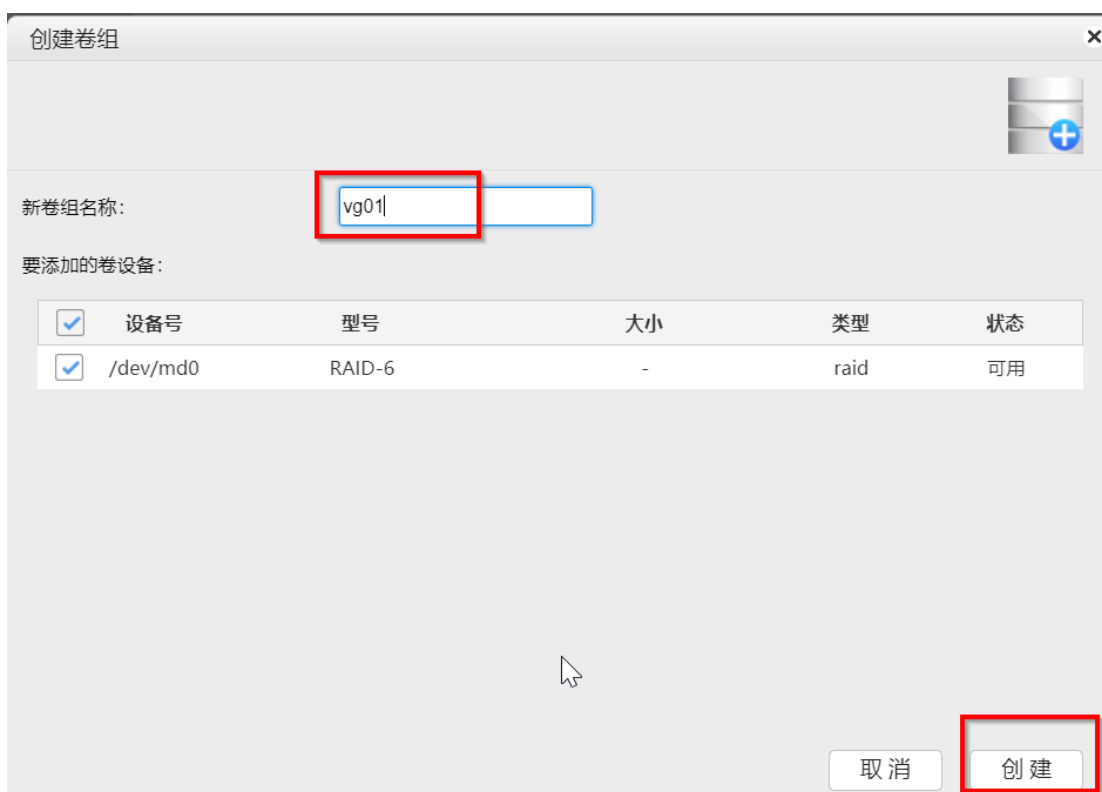 创建卷组
新卷组名称：
vg01
要添加的卷设备：
设备号 型号 大小 类型 状态
/dev/md0 RAID-6 - raid 可用
取消 创建